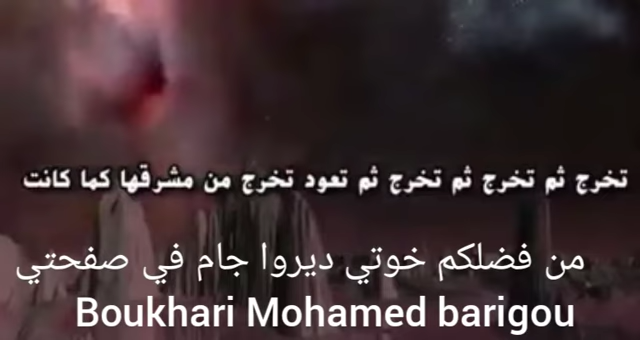 تخرج ثم تخرج ثم تخرج ثم تعود تخرج من مشرقها كما كانت
من فضلكم خوتي ديروا جام في صفحتي
Boukhari Mohamed barigou